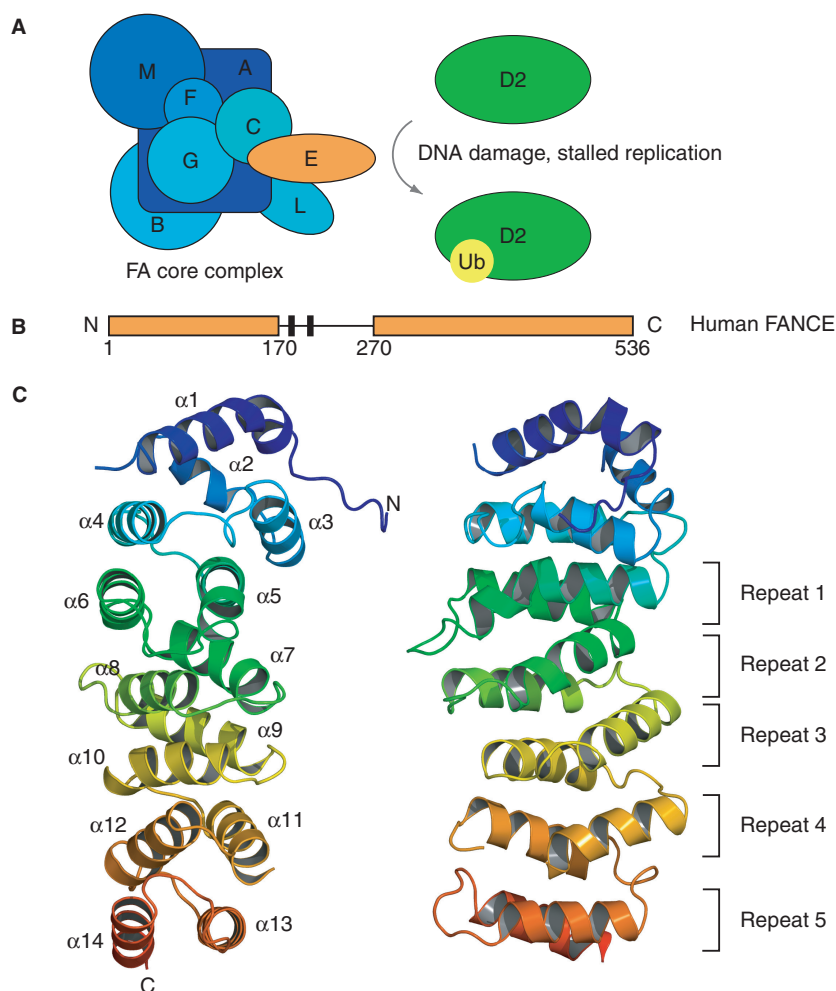 A
M
A
F
C
G
E
L
B
FA core complex
D2
DNA damage, stalled replication
D2
Ub
B
N
C
Human FANCE
1
170
270
536
C
α1
α2
N
α4
α3
α6
α5
α8
α7
α9
α10
α12
α11
α13
α14
C
Repeat 1
Repeat 2
Repeat 3
Repeat 4
Repeat 5